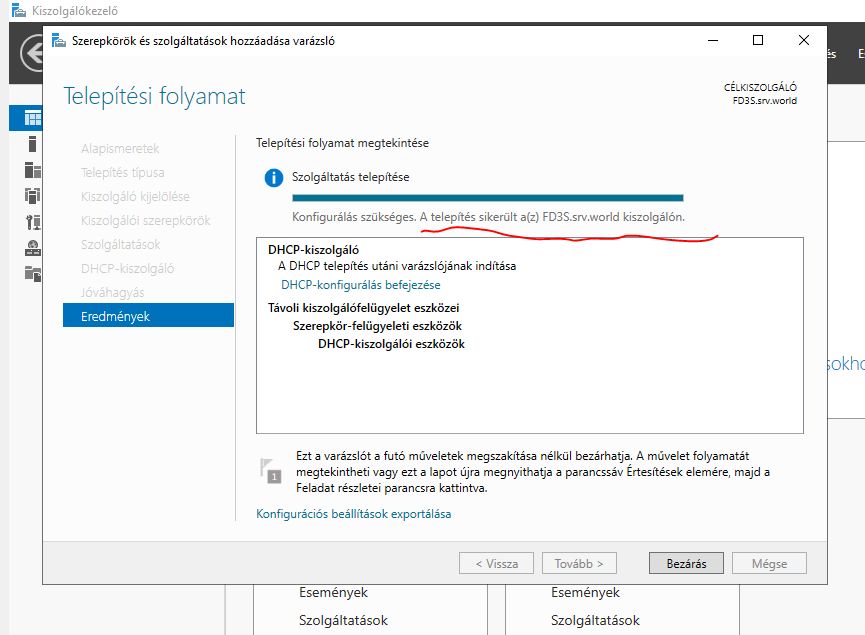 Kiszolgálókezelő
Szerepkörök és szolgáltatások hozzáadása varázsló
Telepítési folyamat
CÉLKISZOLGÁLÓ
FD3S.srv.world
Alapismeretek
Telepítés típusa
Kiszolgáló kijelölése
Kiszolgálói szerepkörök
Szolgáltatások
DHCP-kiszolgáló
Jóváhagyás
Eredmények
Telepítési folyamat megtekintése
Szolgáltatás telepítése
Konfigurálás szükséges. A telepítés sikerült a(z) FD3S.srv.world kiszolgálón.
DHCP-kiszolgáló
A DHCP telepítés utáni varázslójának indítása
DHCP-konfigurálás befejezése
Távoli kiszolgálófelügyelet eszközei
Szerepkör-felügyeleti eszközök
DHCP-kiszolgálói eszközök
1
Ezt a varázslót a futó műveletek megszakítása nélkül bezárhatja. A művelet folyamatát
megtekintheti vagy ezt a lapot újra megnyithatja a parancssáv Értesítések elemére, majd a
Feladat részletei parancsra kattintva.
Konfigurációs beállítások exportálása
< Vissza
Tovább >
Bezárás
Mégse
Események
Események
Szolgáltatások
Szolgáltatások